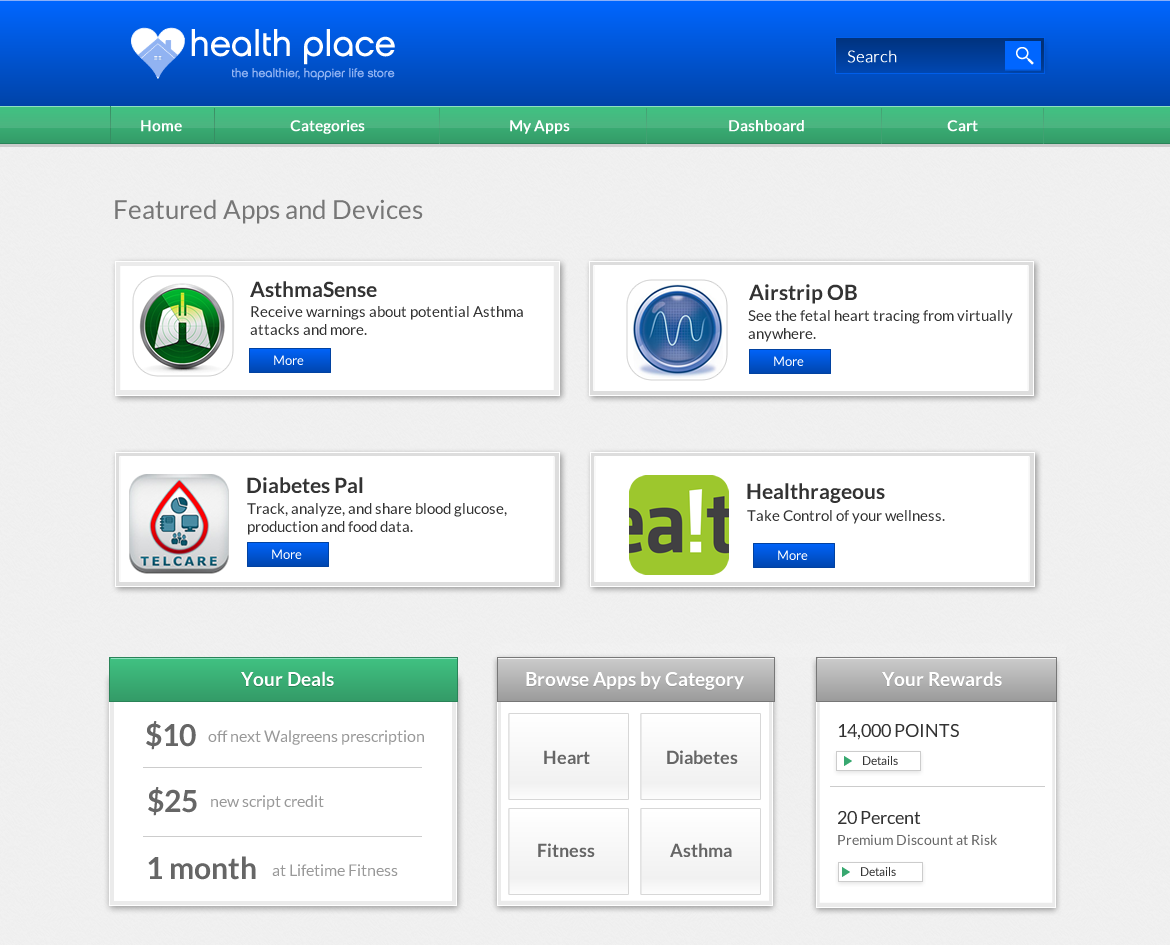 health place
the healthier, happier life store
Search
Home
Categories
My Apps
Dashboard
Cart
Featured Apps and Devices
AsthmaSense
Receive warnings about potential Asthma
attacks and more.
More
Airstrip OB
See the fetal heart tracing from virtually
anywhere.
More
TELCARE
Diabetes Pal
Track, analyze, and share blood glucose,
production and food data.
More
ea!t
Healthrageous
Take Control of your wellness.
More
Your Deals
$10 off next Walgreens prescription
$25 new script credit
1 month at Lifetime Fitness
Browse Apps by Category
Heart
Diabetes
Fitness
Asthma
Your Rewards
14,000 POINTS
Details
20 Percent
Premium Discount at Risk
Details